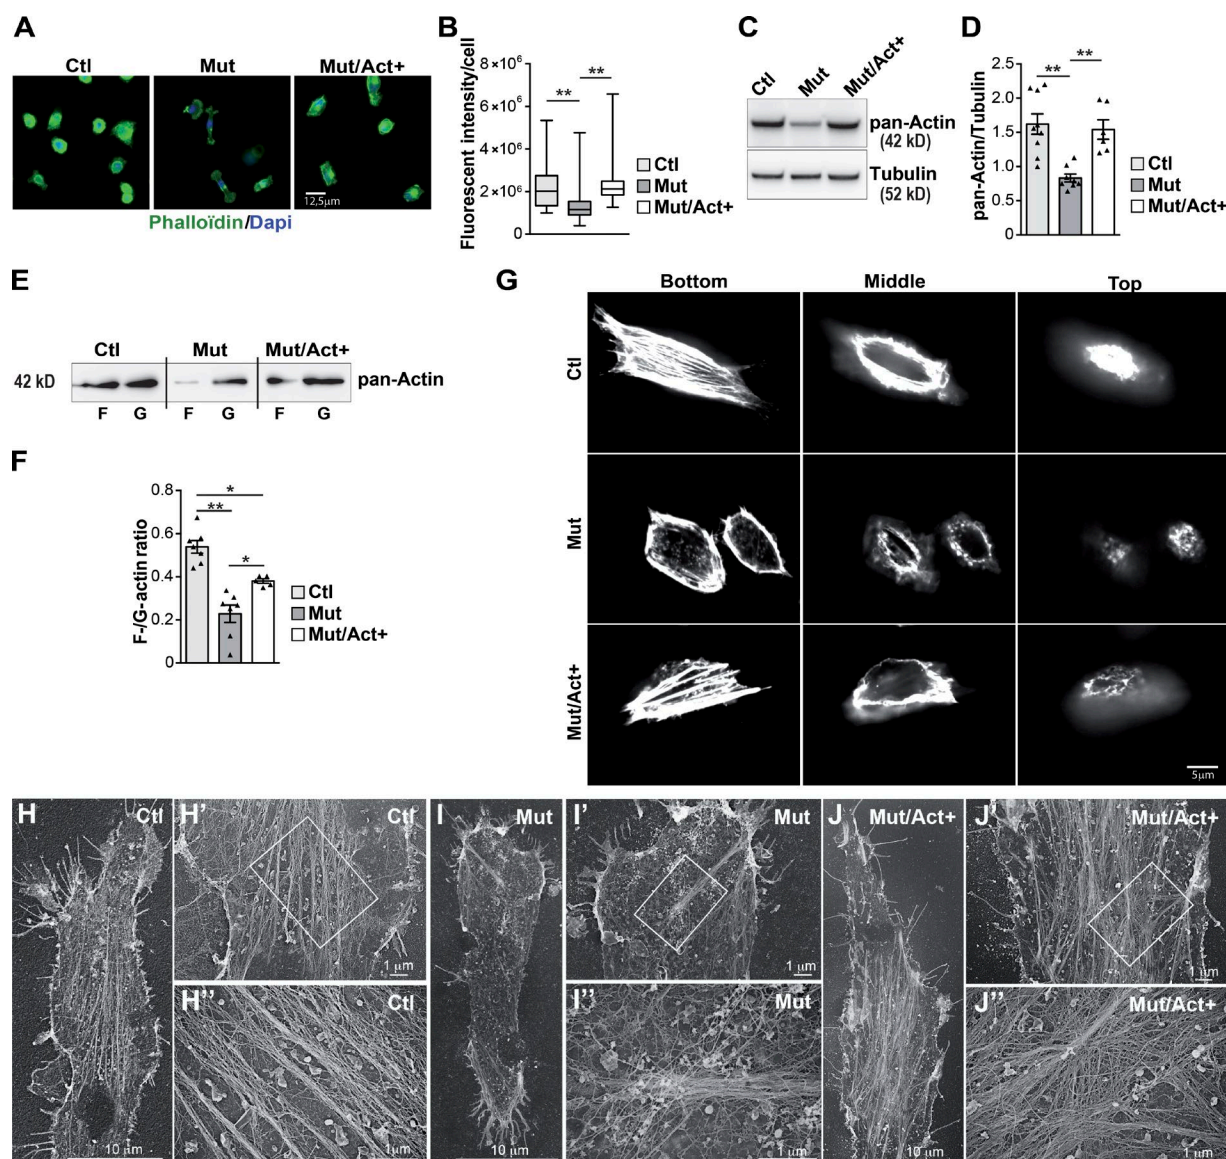 A
Ctl Mut Mut/Act+
12,5µm
Phalloïdin/Dapi
B
Fluorescent intensity/cell
8×10⁶
6×10⁶
4×10⁶
2×10⁶
0
** **
Ctl
Mut
Mut/Act+
C
Ctl Mut Mut/Act+
pan-Actin
(42 kD)
Tubulin
(52 kD)
D
pan-Actin/Tubulin
2.5
2.0
1.5
1.0
0.5
0
** **
Ctl
Mut
Mut/Act+
E
Ctl Mut Mut/Act+
42 kD pan-Actin
F G F G F G
F
F-/G-actin ratio
0.8
0.6
0.4
0.2
0
*
**
*
Ctl
Mut
Mut/Act+
G
Bottom Middle Top
Ctl
Mut
Mut/Act+
5µm
H Ctl
10 µm
H' Ctl
1 µm
H'' Ctl
1µm
I Mut
10 µm
I' Mut
1 µm
I'' Mut
1 µm
J Mut/Act+
10 µm
J' Mut/Act+
1 µm
J'' Mut/Act+
1 µm